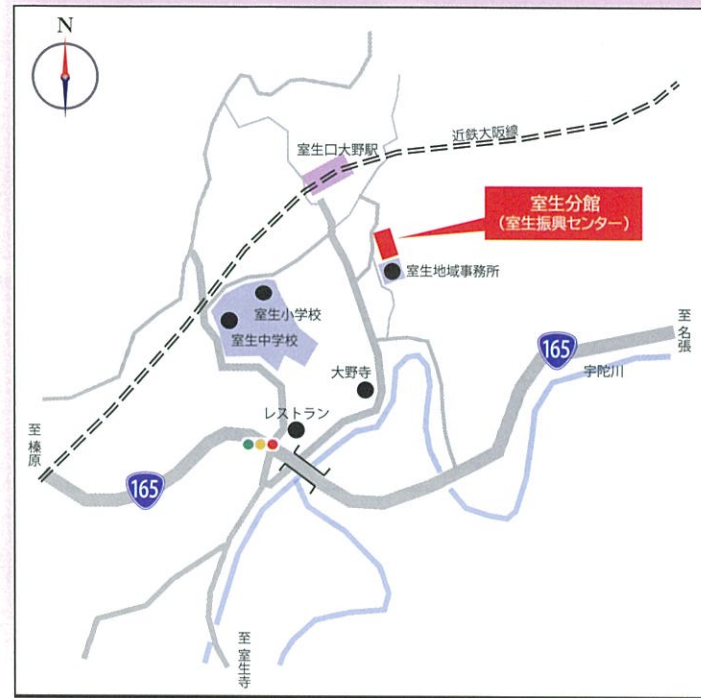 N
近鉄大阪線
室生口大野駅
室生分館
(室生振興センター)
室生地域事務所
室生小学校
室生中学校
至名張
165
宇陀川
大野寺
レストラン
至榛原
165
至室生寺